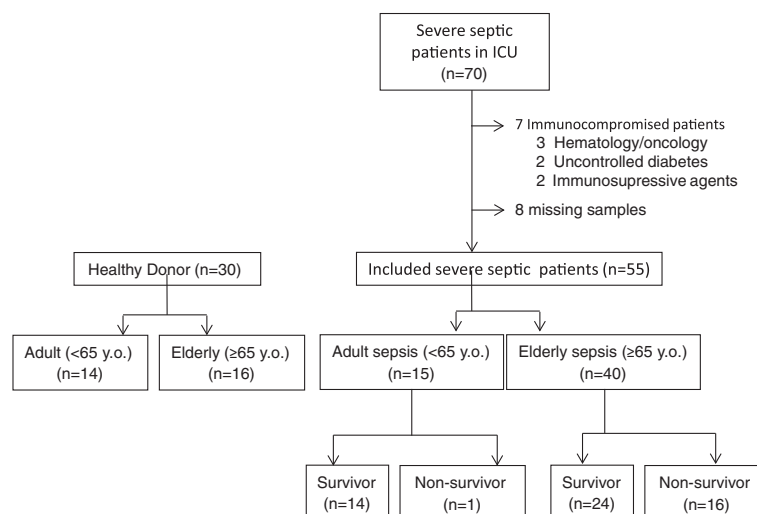 Severe septic
patients in ICU
(n=70)
7 Immunocompromised patients
3 Hematology/oncology
2 Uncontrolled diabetes
2 Immunosupressive agents
8 missing samples
Healthy Donor (n=30)
Included severe septic patients (n=55)
Adult (<65 y.o.)
(n=14)
Elderly (≥65 y.o.)
(n=16)
Adult sepsis (<65 y.o.)
(n=15)
Elderly sepsis (≥65 y.o.)
(n=40)
Survivor
(n=14)
Non-survivor
(n=1)
Survivor
(n=24)
Non-survivor
(n=16)